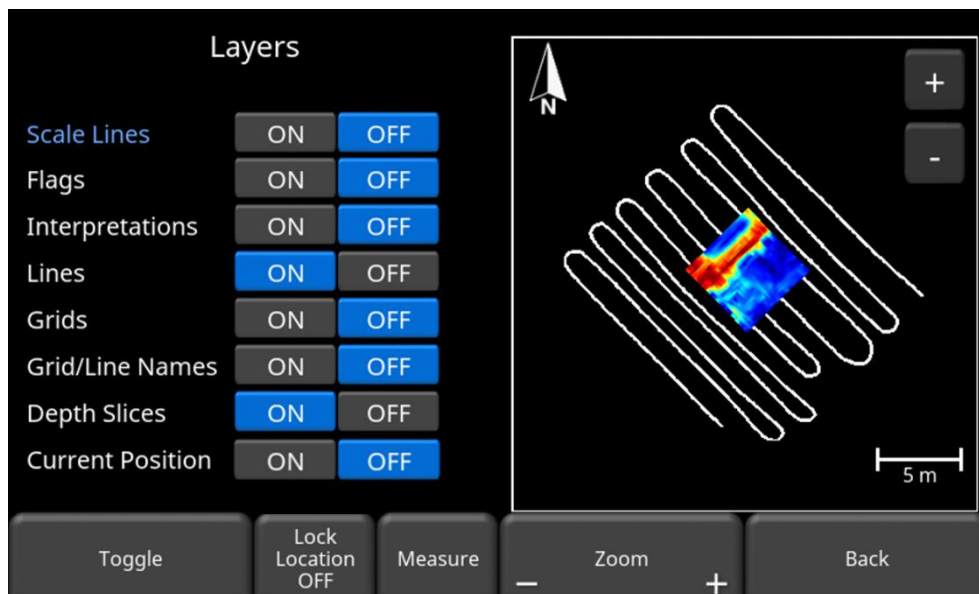 Layers
Scale Lines ON OFF
Flags ON OFF
Interpretations ON OFF
Lines ON OFF
Grids ON OFF
Grid/Line Names ON OFF
Depth Slices ON OFF
Current Position ON OFF
N
+
-
5 m
Toggle
Lock
Location
OFF
Measure
Zoom
− +
Back